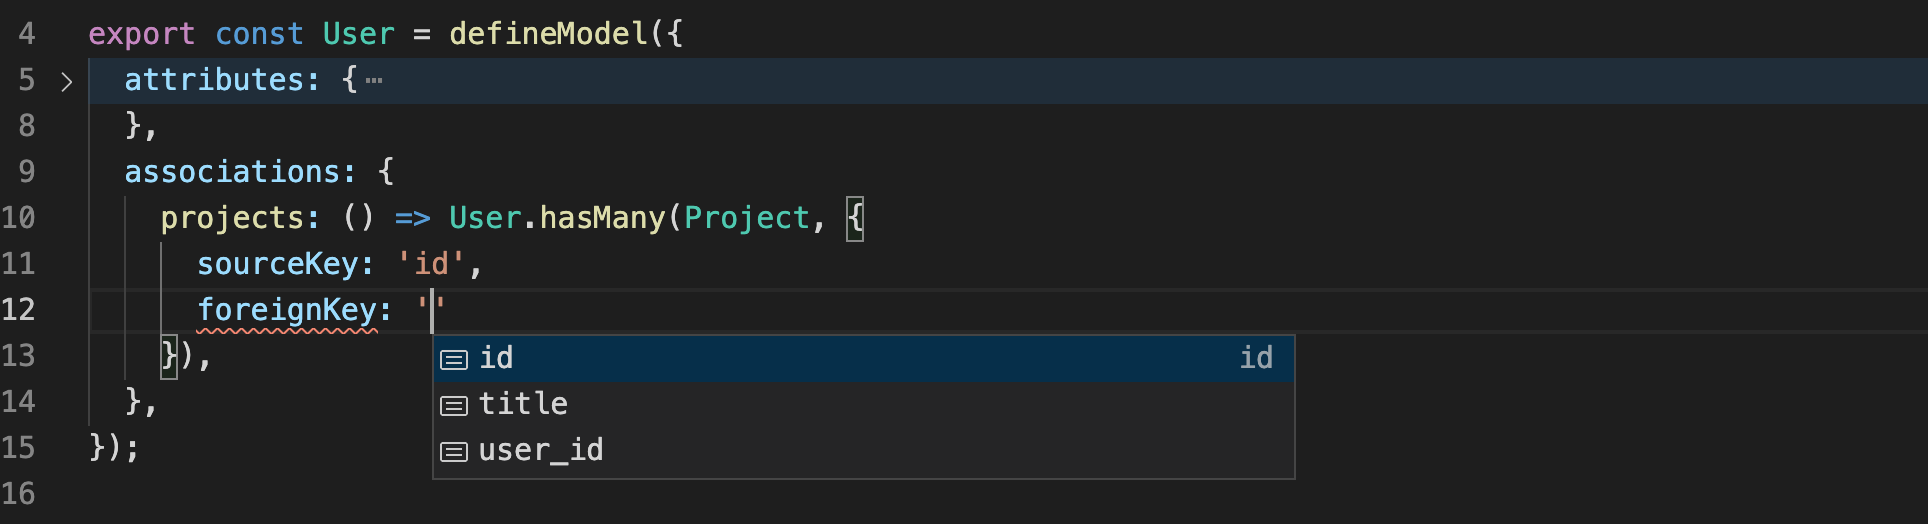 4 export const User = defineModel({
5 > attributes: {⋯
8 },
9 associations: {
10 projects: () => User.hasMany(Project, {
11 sourceKey: 'id',
12 foreignKey: ''
id id
13 }),
title
14 },
user_id
15 });
16